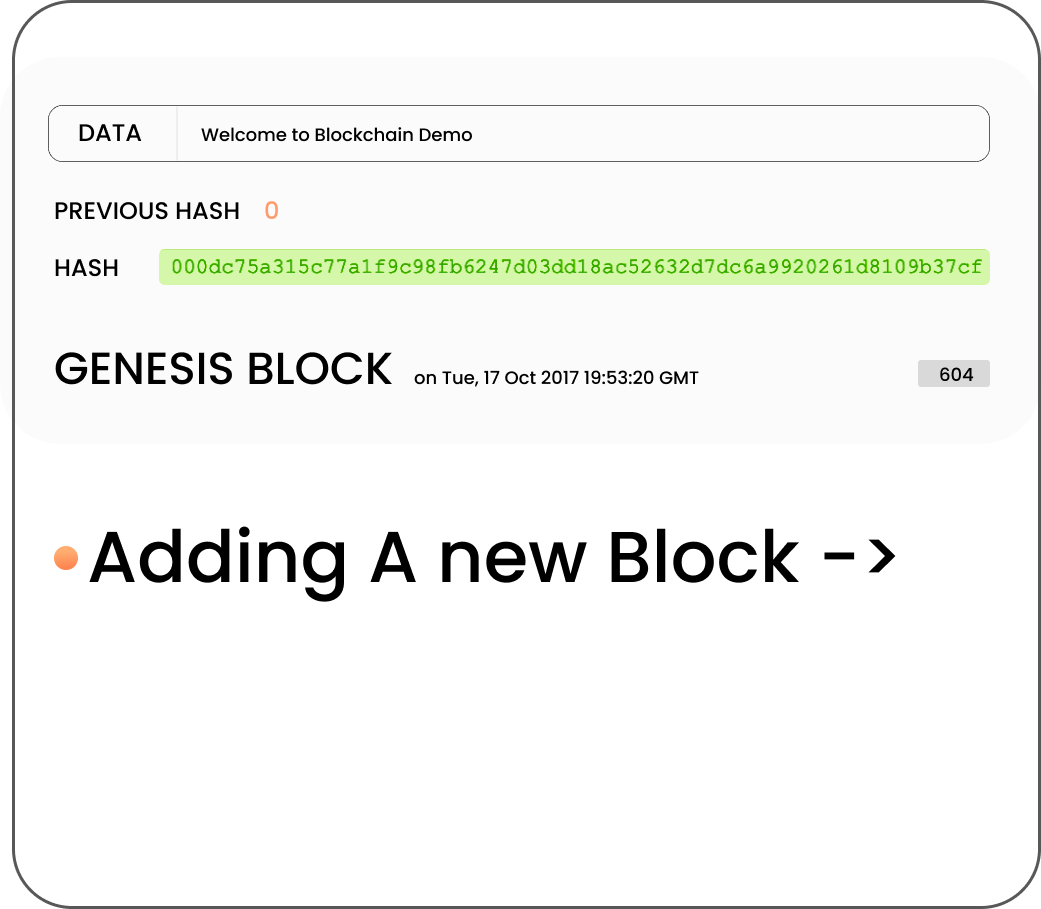 DATA Welcome to Blockchain Demo
PREVIOUS HASH 0
HASH 000dc75a315c77a1f9c98fb6247d03dd18ac52632d7dc6a9920261d8109b37cf
GENESIS BLOCK on Tue, 17 Oct 2017 19:53:20 GMT 604
Adding A new Block ->